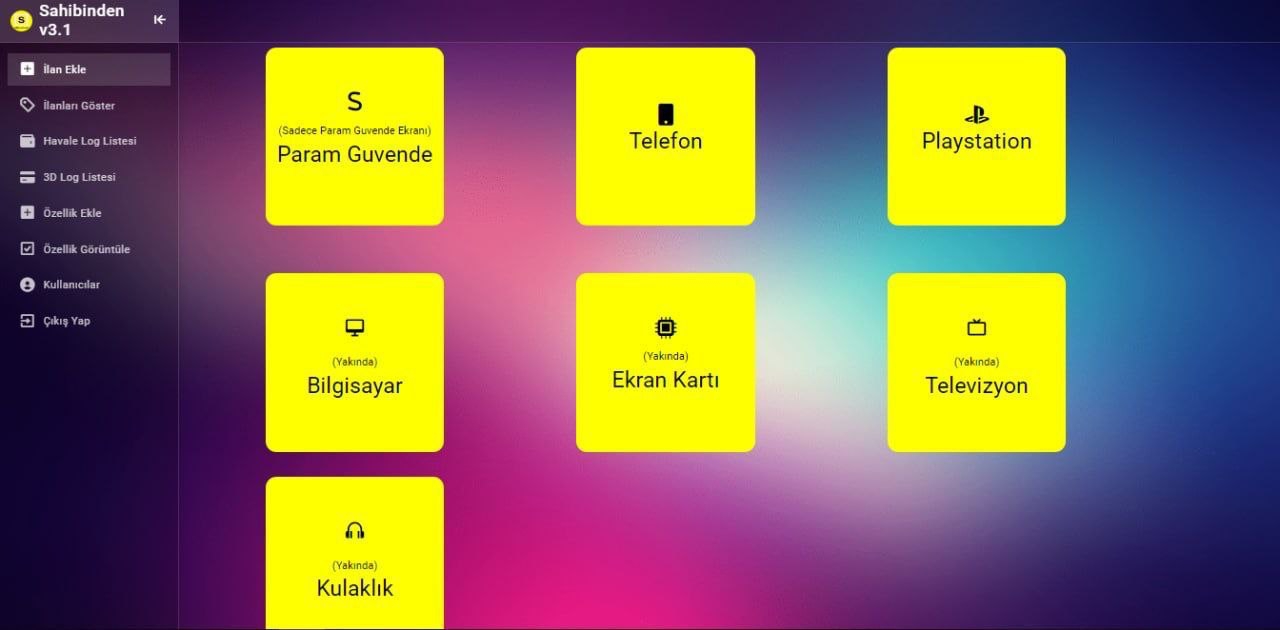 S
Sahibinden
v3.1
İlan Ekle
İlanları Göster
Havale Log Listesi
3D Log Listesi
Özellik Ekle
Özellik Görüntüle
Kullanıcılar
Çıkış Yap
S
(Sadece Param Guvende Ekranı)
Param Guvende
Telefon
Playstation
(Yakında)
Bilgisayar
(Yakında)
Ekran Kartı
(Yakında)
Televizyon
(Yakında)
Kulaklık